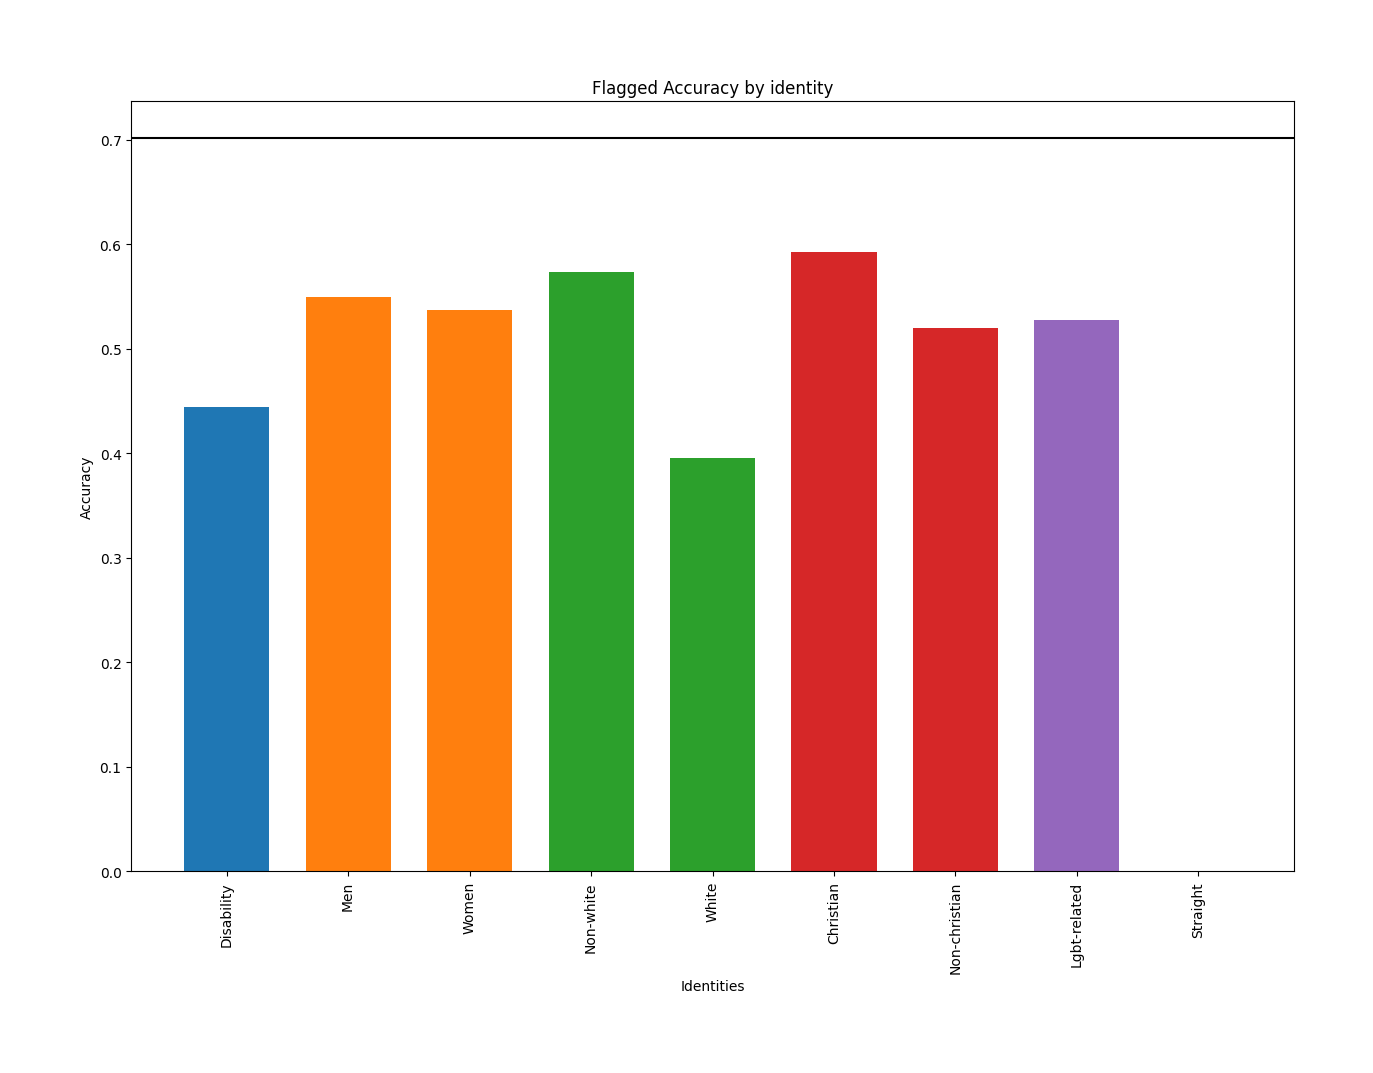 Flagged Accuracy by identity
0.7
0.6
0.5
0.4
0.3
0.2
0.1
0.0
Accuracy
Disability
Men
Women
Non-white
White
Christian
Non-christian
Lgbt-related
Straight
Identities